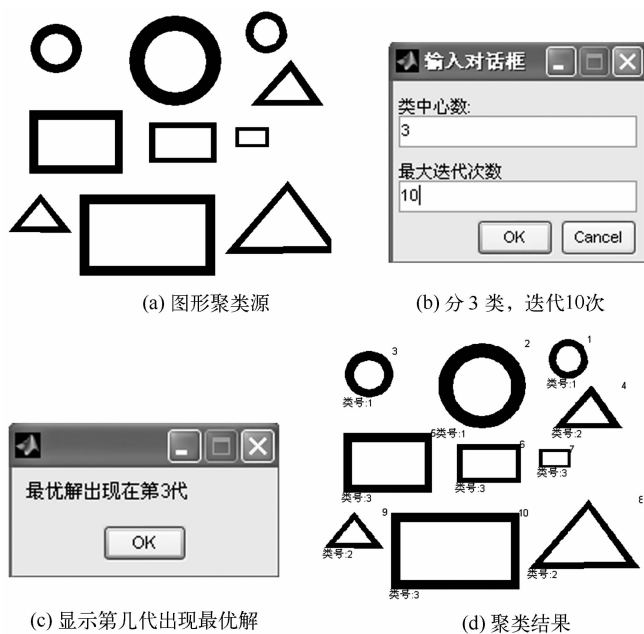 输入对话框
类中心数:
3
最大迭代次数
10
OK
Cancel
(a) 图形聚类源
(b) 分 3 类，迭代10次
最优解出现在第3代
OK
(c) 显示第几代出现最优解
3
2
1
类号:1
类号:1
类号:1
4
类号:2
5
6
7
类号:3
类号:3
类号:3
9
10
8
类号:2
类号:3
类号:2
(d) 聚类结果